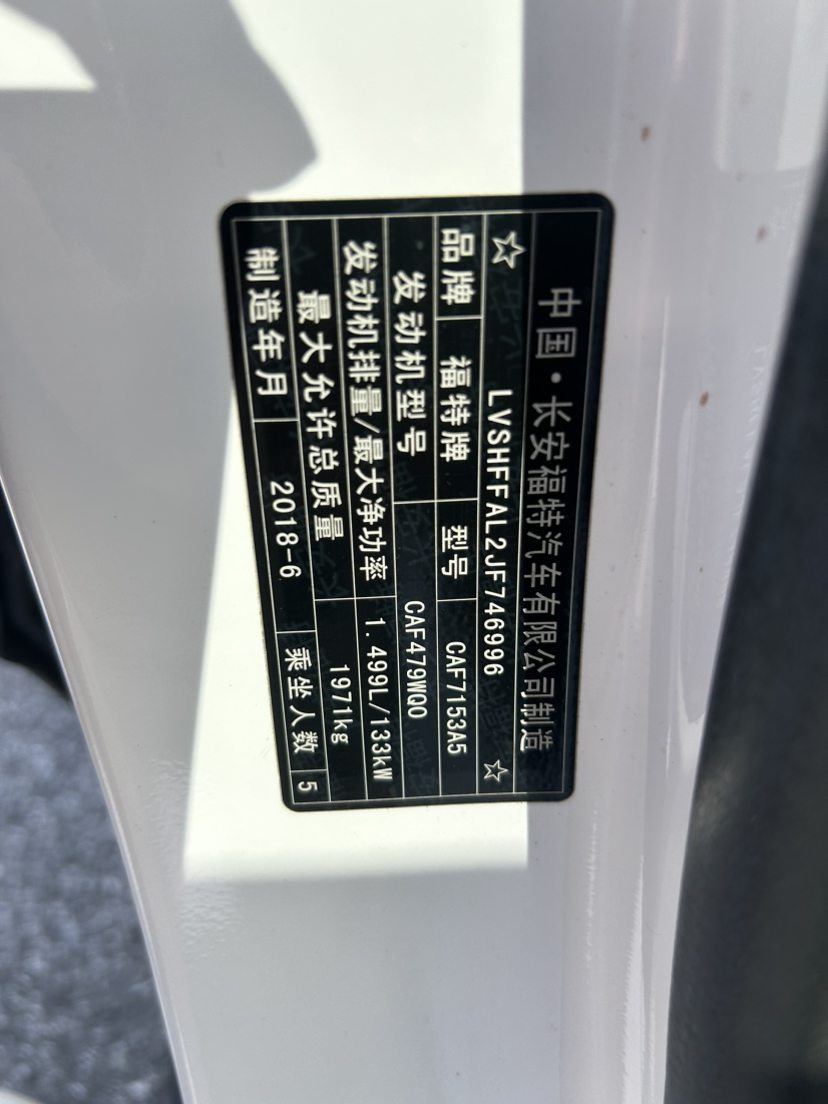 中国·长安福特汽车有限公司制造
☆ LVSHFFAL2JF746996 ☆
品牌 福特牌 型号 CAF7153A5
发动机型号 CAF479WQ0
发动机排量/最大净功率 1.499L/133kW
最大允许总质量 1971kg
制造年月 2018-6 乘坐人数 5